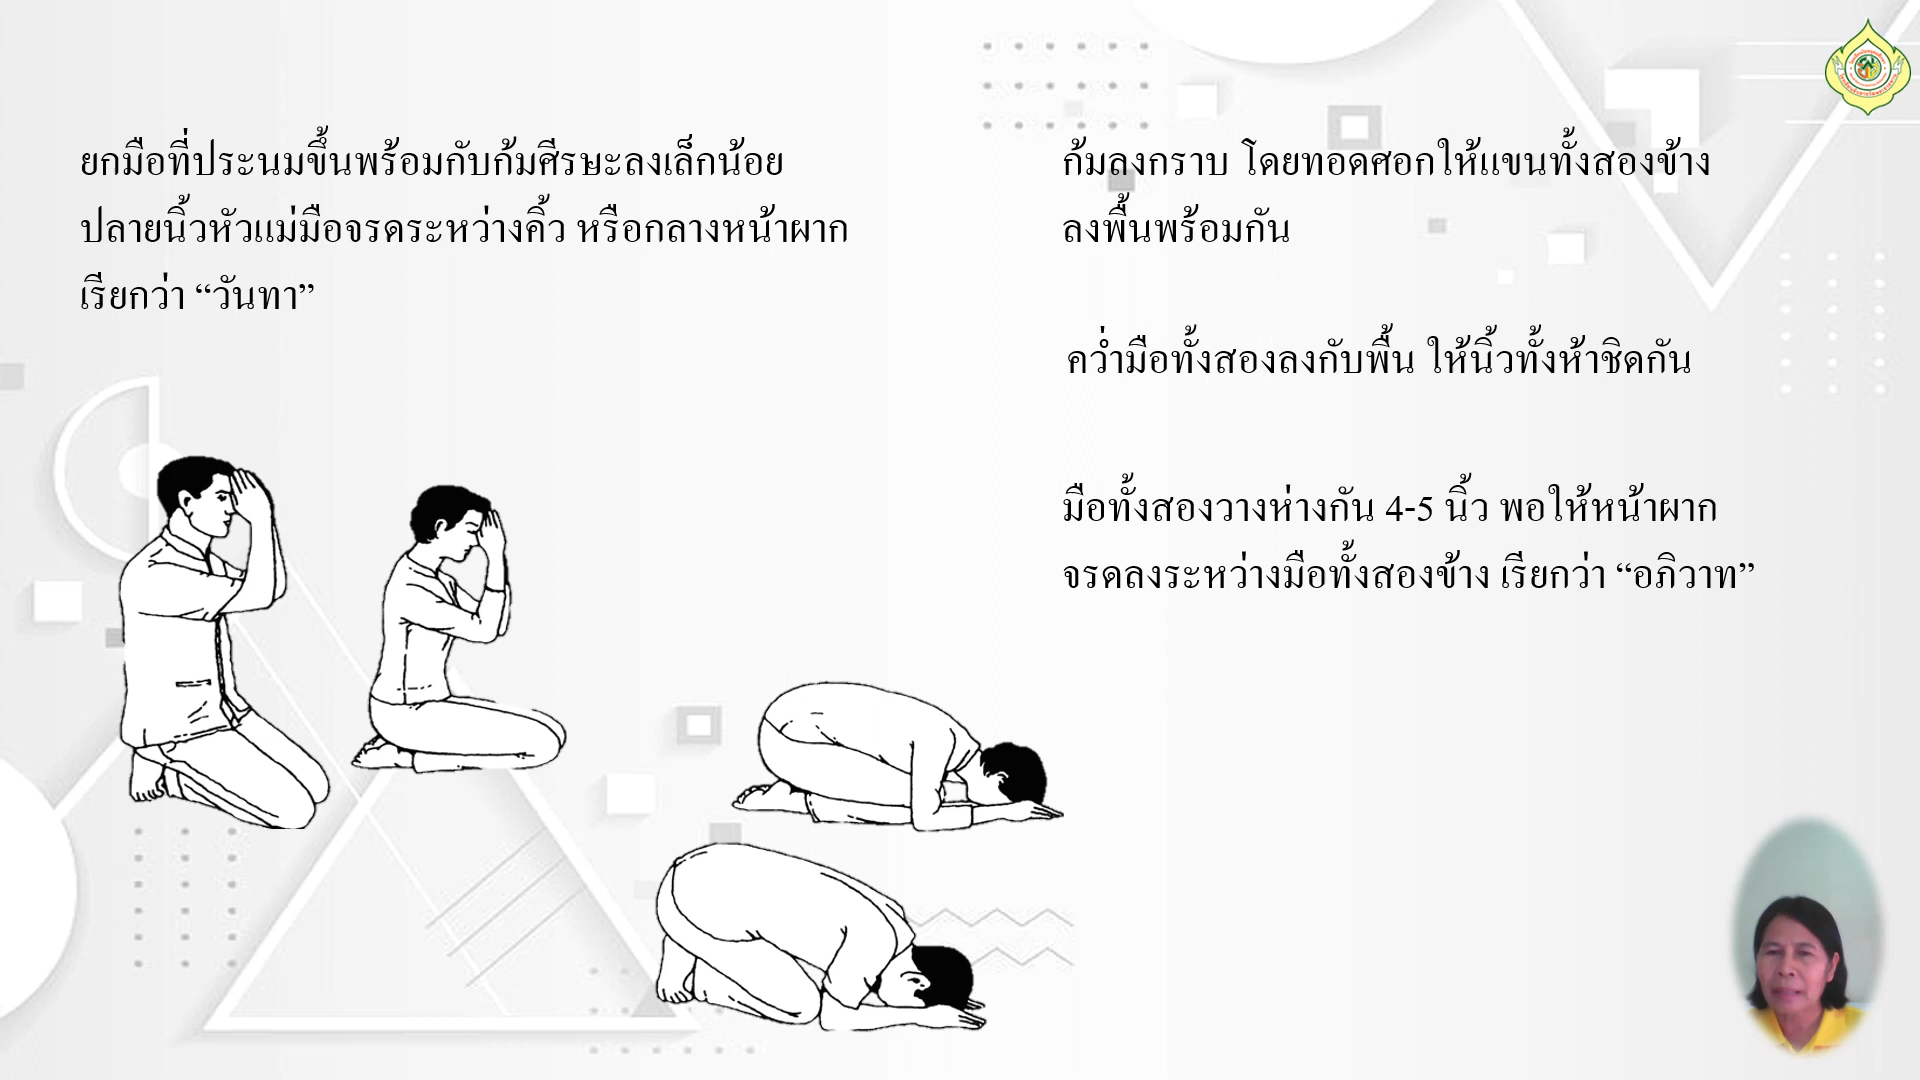 ยกมือที่ประนมขึ้นพร้อมกับก้มศีรษะลงเล็กน้อย
ปลายนิ้วหัวแม่มือจรดระหว่างคิ้ว หรือกลางหน้าผาก
เรียกว่า “วันทา”
ก้มลงกราบ โดยทอดศอกให้แขนทั้งสองข้าง
ลงพื้นพร้อมกัน
คว่ำมือทั้งสองลงกับพื้น ให้นิ้วทั้งห้าชิดกัน
มือทั้งสองวางห่างกัน 4-5 นิ้ว พอให้หน้าผาก
จรดลงระหว่างมือทั้งสองข้าง เรียกว่า “อภิวาท”